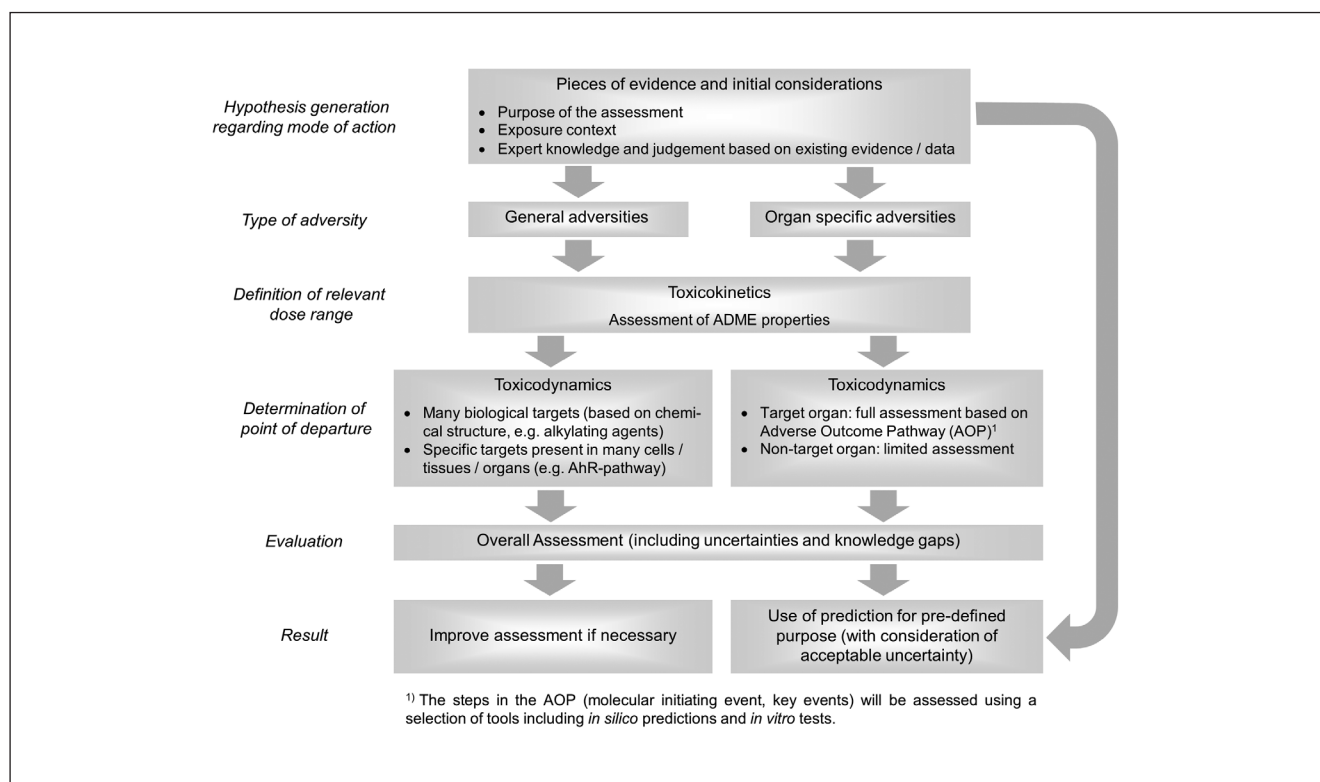 Hypothesis generation
regarding mode of action
Pieces of evidence and initial considerations
• Purpose of the assessment
• Exposure context
• Expert knowledge and judgement based on existing evidence / data
Type of adversity
General adversities
Organ specific adversities
Definition of relevant
dose range
Toxicokinetics
Assessment of ADME properties
Determination of
point of departure
Toxicodynamics
• Many biological targets (based on chemi-
cal structure, e.g. alkylating agents)
• Specific targets present in many cells /
tissues / organs (e.g. AhR-pathway)
Toxicodynamics
• Target organ: full assessment based on
Adverse Outcome Pathway (AOP)¹
• Non-target organ: limited assessment
Evaluation
Overall Assessment (including uncertainties and knowledge gaps)
Result
Improve assessment if necessary
Use of prediction for pre-defined
purpose (with consideration of
acceptable uncertainty)
¹⁾ The steps in the AOP (molecular initiating event, key events) will be assessed using a
selection of tools including in silico predictions and in vitro tests.